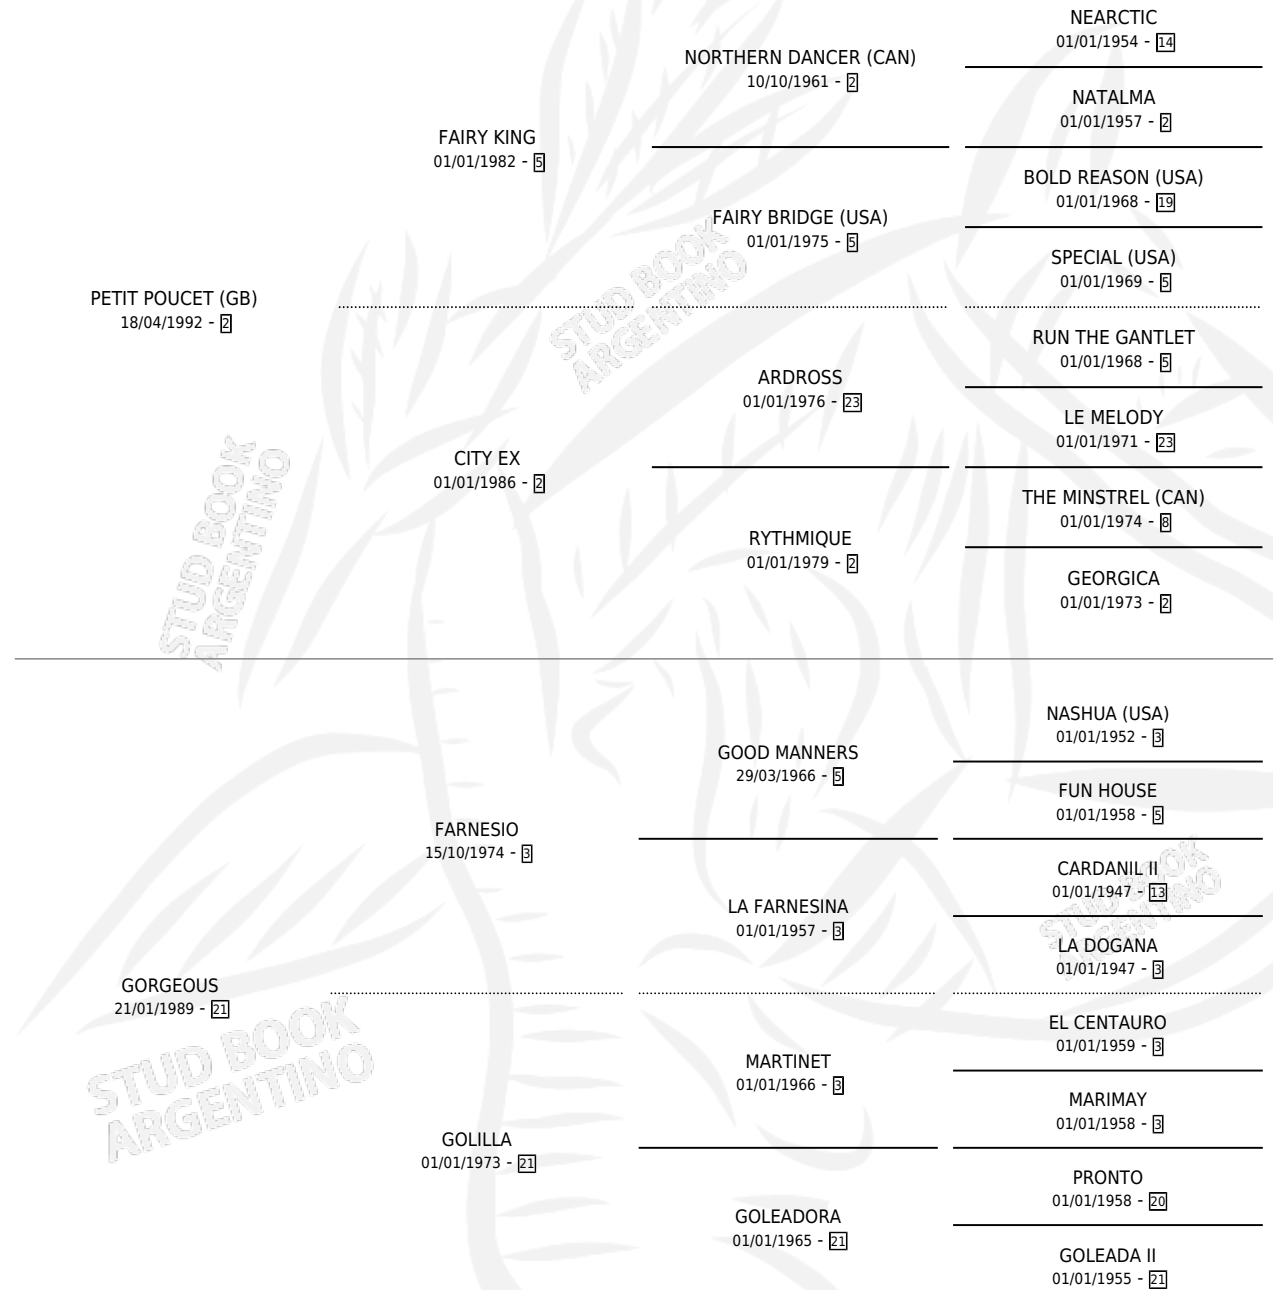 NEARCTIC
01/01/1954 - 14
NORTHERN DANCER (CAN)
10/10/1961 - 2
NATALMA
01/01/1957 - 2
FAIRY KING
01/01/1982 - 5
BOLD REASON (USA)
01/01/1968 - 19
FAIRY BRIDGE (USA)
01/01/1975 - 5
SPECIAL (USA)
01/01/1969 - 5
PETIT POUCET (GB)
18/04/1992 - 2
STUD BOOK
ARGENTINO
RUN THE GANTLET
01/01/1968 - 5
ARDROSS
01/01/1976 - 23
LE MELODY
01/01/1971 - 23
CITY EX
01/01/1986 - 2
THE MINSTREL (CAN)
01/01/1974 - 8
RYTHMIQUE
01/01/1979 - 2
GEORGICA
01/01/1973 - 2
STUD BOOK
ARGENTINO
NASHUA (USA)
01/01/1952 - 3
GOOD MANNERS
29/03/1966 - 5
FUN HOUSE
01/01/1958 - 5
FARNESIO
15/10/1974 - 3
CARDANIL II
01/01/1947 - 13
LA FARNESINA
01/01/1957 - 3
LA DOGANA
01/01/1947 - 3
STUD BOOK
ARGENTINO
GORGEOUS
21/01/1989 - 21
EL CENTAURO
01/01/1959 - 3
MARTINET
01/01/1966 - 3
MARIMAY
01/01/1958 - 3
STUD BOOK
ARGENTINO
GOLILLA
01/01/1973 - 21
PRONTO
01/01/1958 - 20
GOLEADORA
01/01/1965 - 21
GOLEADA II
01/01/1955 - 21